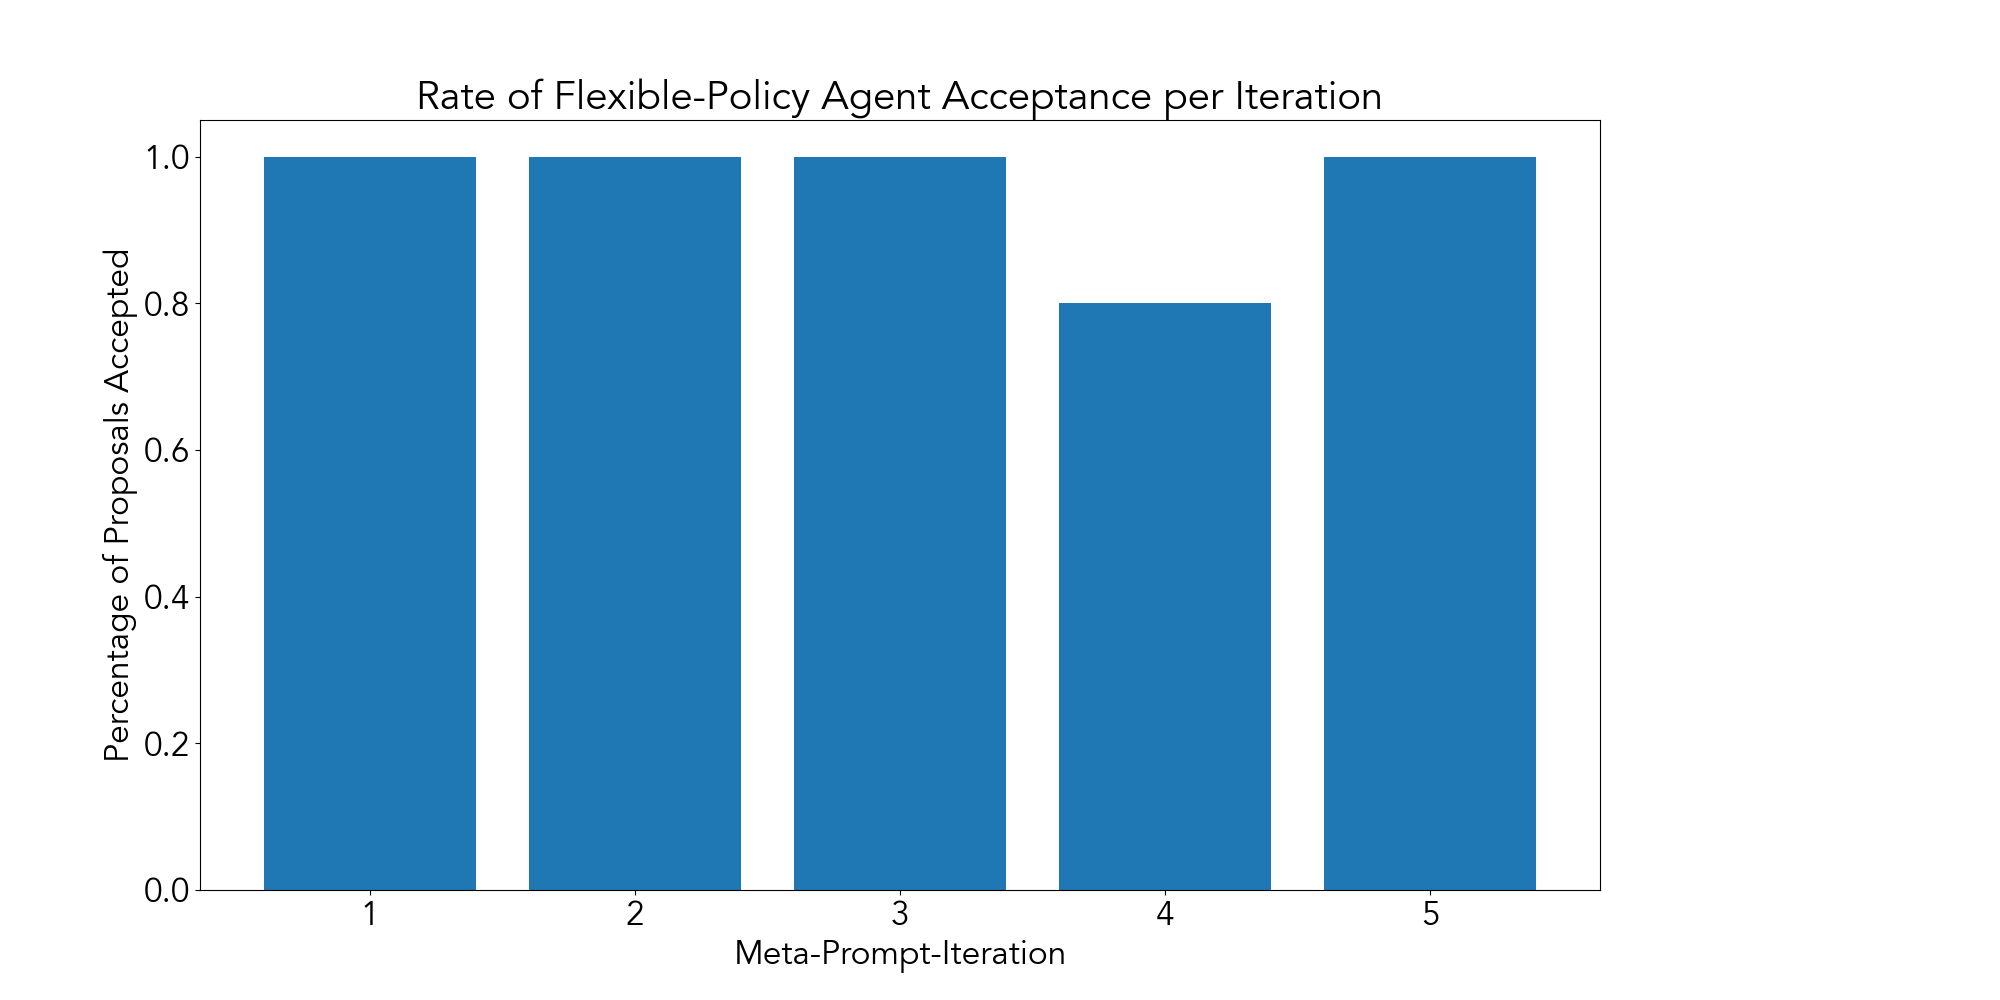 Rate of Flexible-Policy Agent Acceptance per Iteration
Percentage of Proposals Accepted
1.0
0.8
0.6
0.4
0.2
0.0
1 2 3 4 5
Meta-Prompt-Iteration